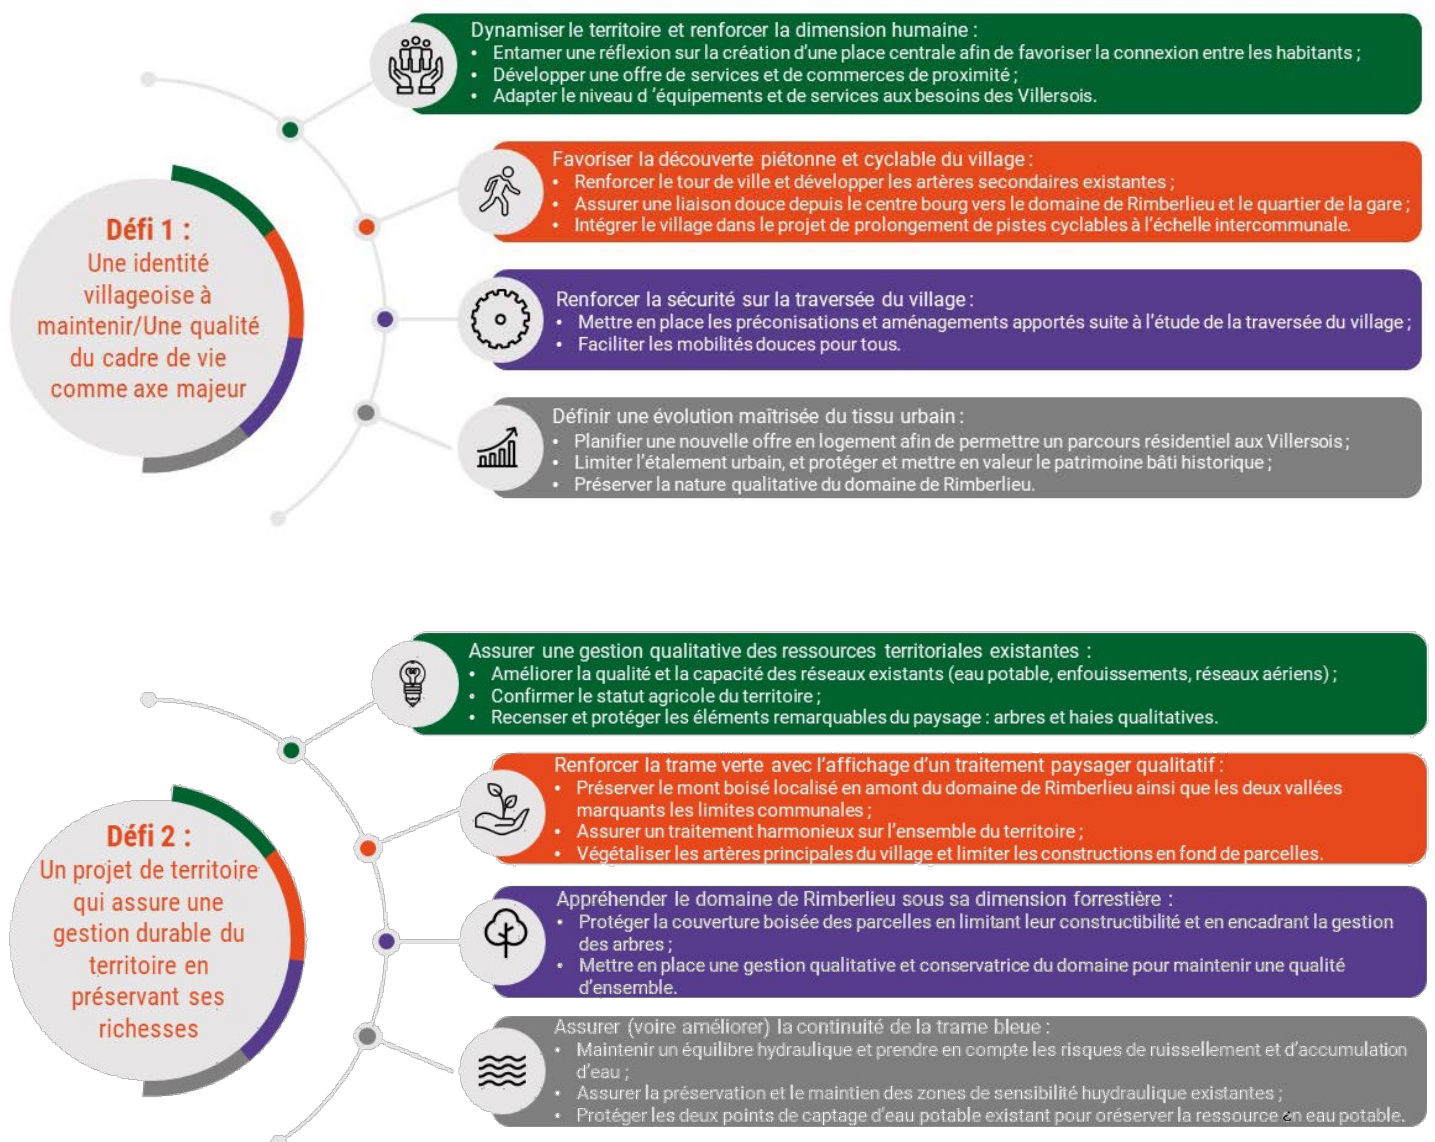 Défi 1 :
Une identité
villageoise à
maintenir/Une qualité
du cadre de vie
comme axe majeur
Dynamiser le territoire et renforcer la dimension humaine :
• Entamer une réflexion sur la création d'une place centrale afin de favoriser la connexion entre les habitants ;
• Développer une offre de services et de commerces de proximité ;
• Adapter le niveau d 'équipements et de services aux besoins des Villersois.
Favoriser la découverte piétonne et cyclable du village :
• Renforcer le tour de ville et développer les artères secondaires existantes ;
• Assurer une liaison douce depuis le centre bourg vers le domaine de Rimberlieu et le quartier de la gare ;
• Intégrer le village dans le projet de prolongement de pistes cyclables à l'échelle intercommunale.
Renforcer la sécurité sur la traversée du village :
• Mettre en place les préconisations et aménagements apportés suite à l'étude de la traversée du village ;
• Faciliter les mobilités douces pour tous.
Définir une évolution maîtrisée du tissu urbain :
• Planifier une nouvelle offre en logement afin de permettre un parcours résidentiel aux Villersois ;
• Limiter l'étalement urbain, et protéger et mettre en valeur le patrimoine bâti historique ;
• Préserver la nature qualitative du domaine de Rimberlieu.
Défi 2 :
Un projet de territoire
qui assure une
gestion durable du
territoire en
préservant ses
richesses
Assurer une gestion qualitative des ressources territoriales existantes :
• Améliorer la qualité et la capacité des réseaux existants (eau potable, enfouissements, réseaux aériens) ;
• Confirmer le statut agricole du territoire ;
• Recenser et protéger les éléments remarquables du paysage : arbres et haies qualitatives.
Renforcer la trame verte avec l'affichage d'un traitement paysager qualitatif :
• Préserver le mont boisé localisé en amont du domaine de Rimberlieu ainsi que les deux vallées
marquants les limites communales ;
• Assurer un traitement harmonieux sur l'ensemble du territoire ;
• Végétaliser les artères principales du village et limiter les constructions en fond de parcelles.
Appréhender le domaine de Rimberlieu sous sa dimension forrestière :
• Protéger la couverture boisée des parcelles en limitant leur constructibilité et en encadrant la gestion
des arbres ;
• Mettre en place une gestion qualitative et conservatrice du domaine pour maintenir une qualité
d'ensemble.
Assurer (voire améliorer) la continuité de la trame bleue :
• Maintenir un équilibre hydraulique et prendre en compte les risques de ruissellement et d'accumulation
d'eau ;
• Assurer la préservation et le maintien des zones de sensibilité huydraulique existantes ;
• Protéger les deux points de captage d'eau potable existant pour oréserver la ressource en eau potable.